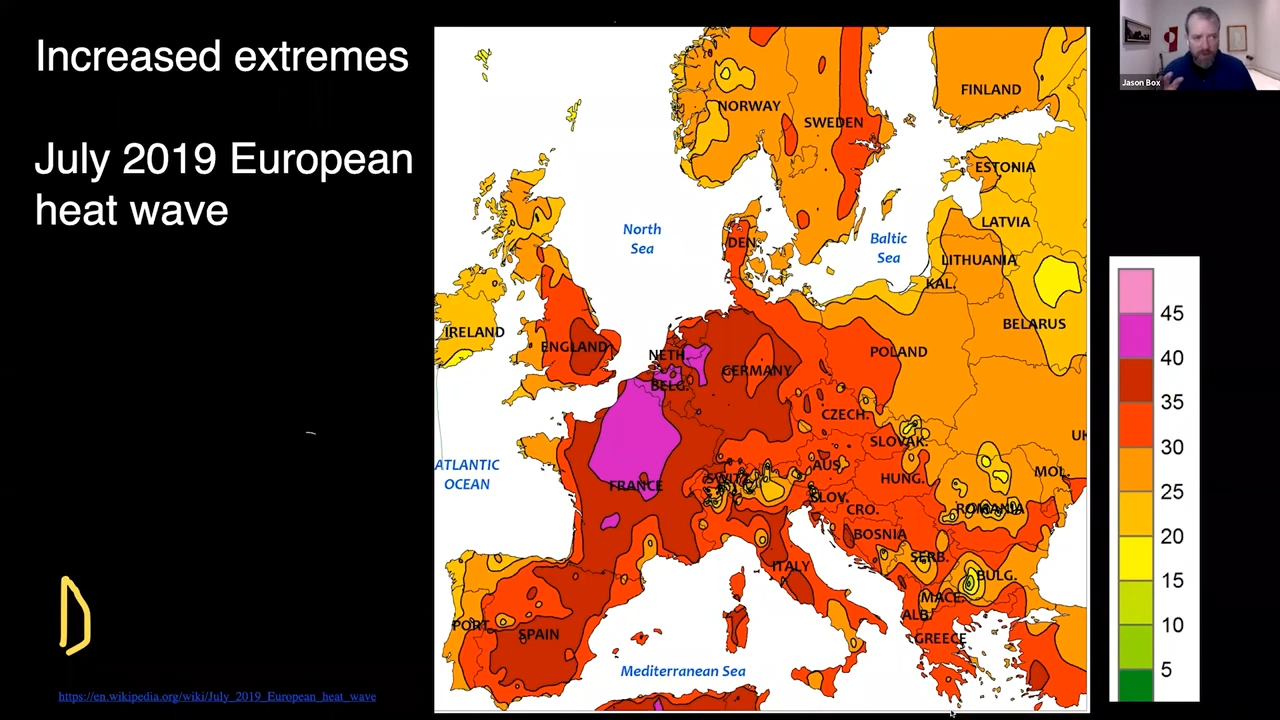 Increased extremes
July 2019 European
heat wave
Jason Box
FINLAND
NORWAY
SWEDEN
ESTONIA
LATVIA
North
Sea
DEN.
Baltic
Sea
LITHUANIA
KAL.
BELARUS
IRELAND
ENGLAND
NETH
BELG.
GERMANY
POLAND
CZECH.
SLOVAK.
UK
ATLANTIC
OCEAN
FRANCE
SWITZ.
AUS.
HUNG.
MOL.
SLOV.
CRO.
ROMANIA
BOSNIA
SERB.
ITALY
BULG.
MACE.
ALB.
PORT.
SPAIN
GREECE
Mediterranean Sea
45
40
35
30
25
20
15
10
5
https://en.wikipedia.org/wiki/July_2019_European_heat_wave